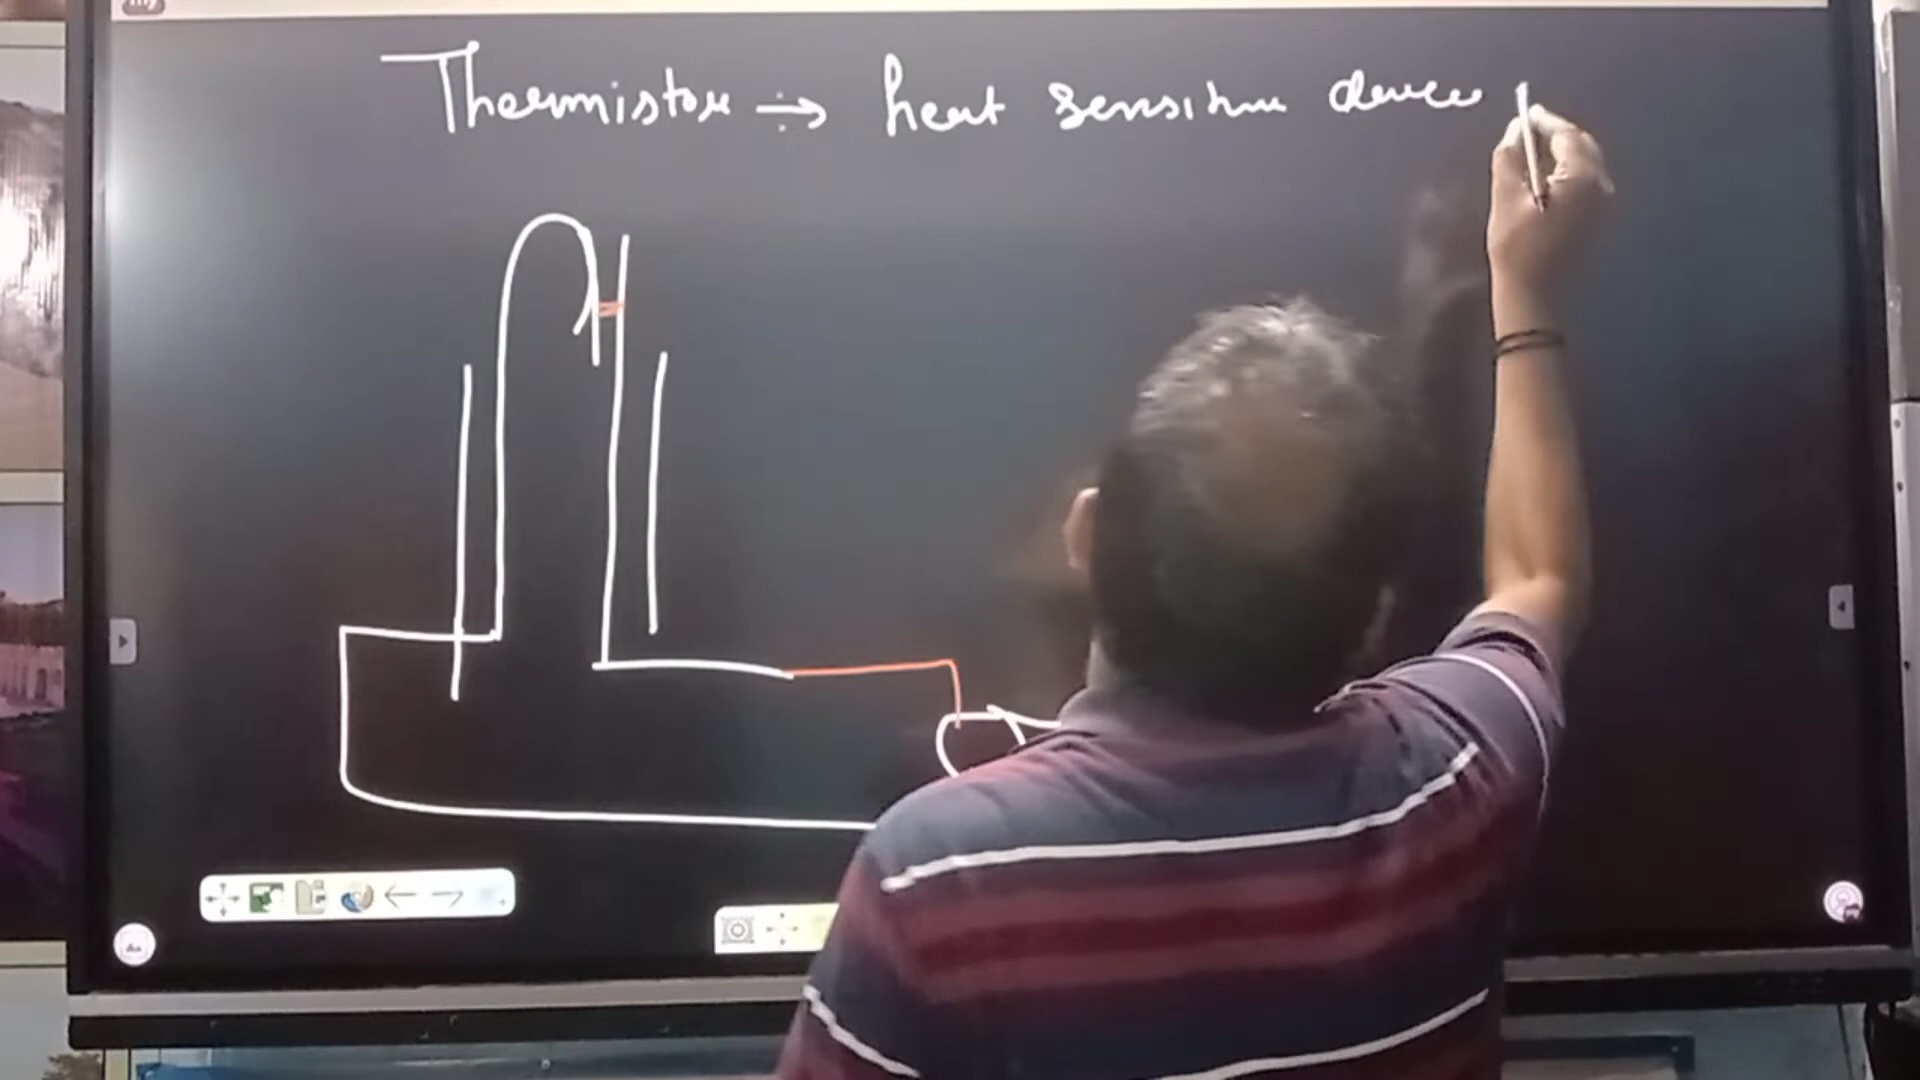 Thermistor → heat sensitive device